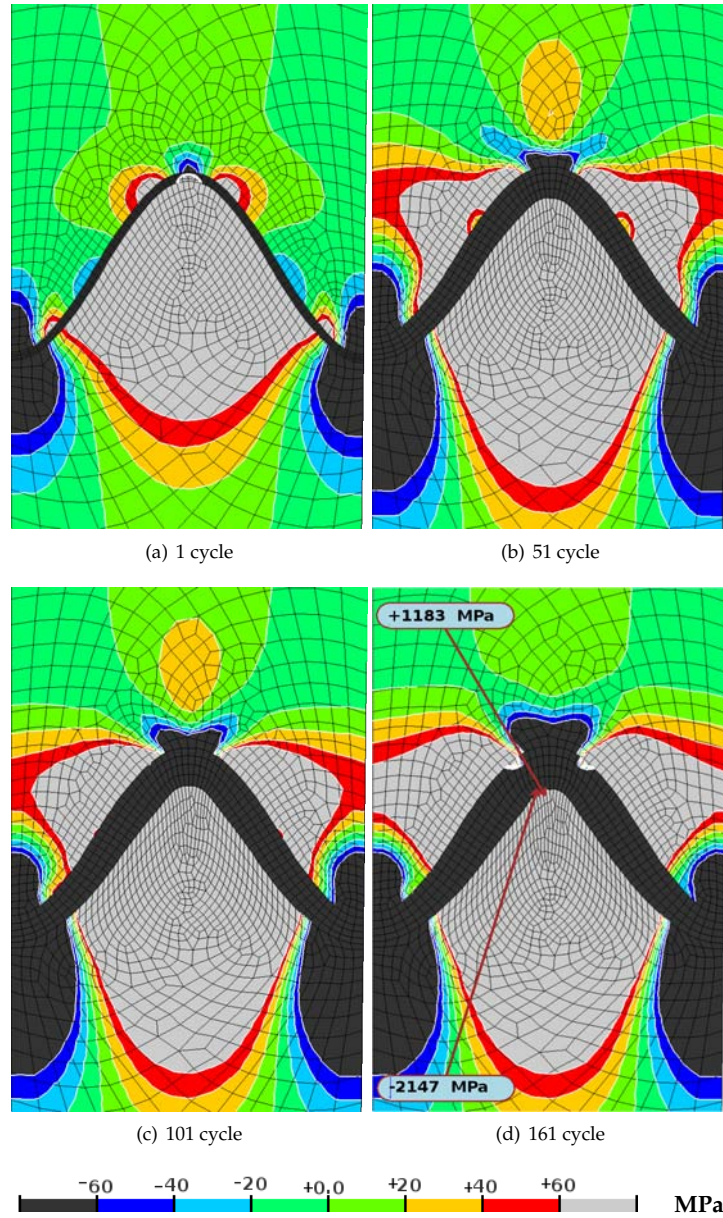 (a) 1 cycle
(b) 51 cycle
+1183 MPa
-2147 MPa
(c) 101 cycle
(d) 161 cycle
-60 -40 -20 +0.0 +20 +40 +60
MPa